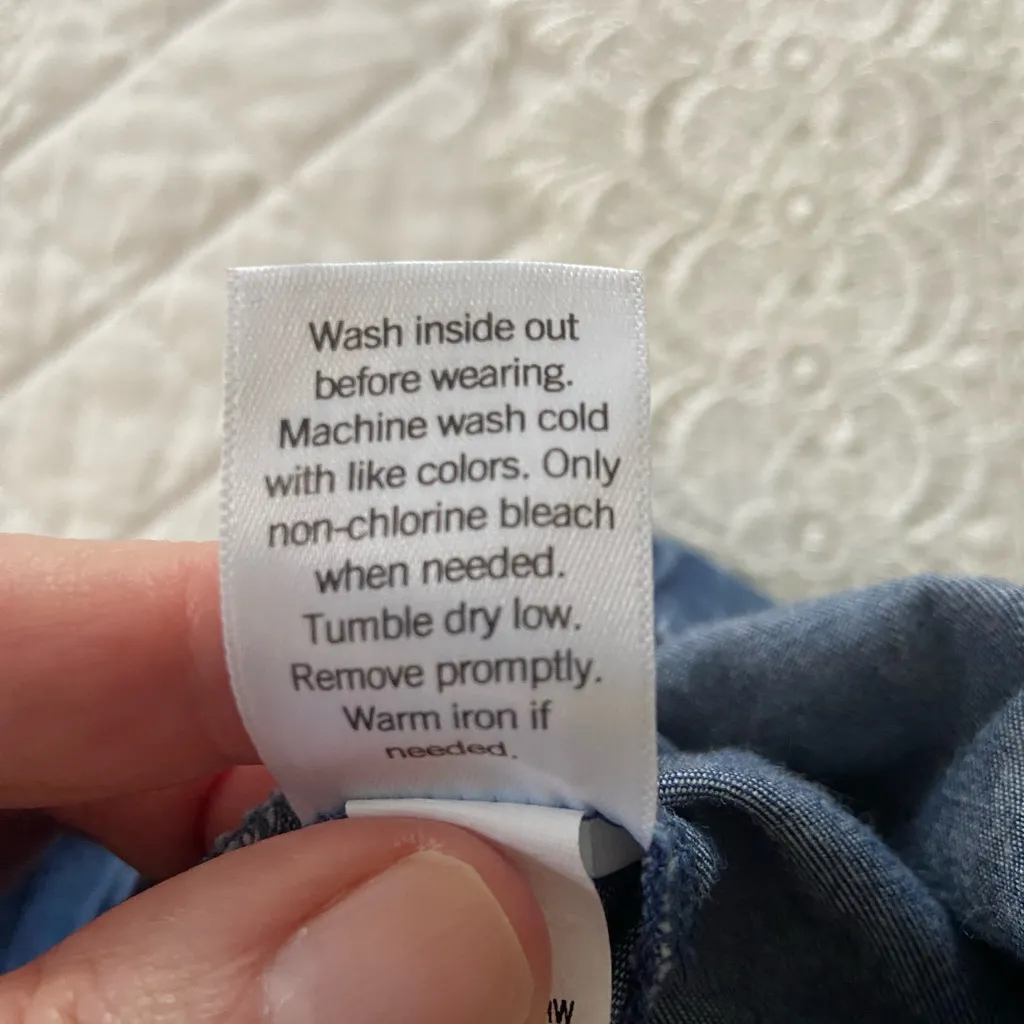 Wash inside out
before wearing.
Machine wash cold
with like colors. Only
non-chlorine bleach
when needed.
Tumble dry low.
Remove promptly.
Warm iron if
needed.